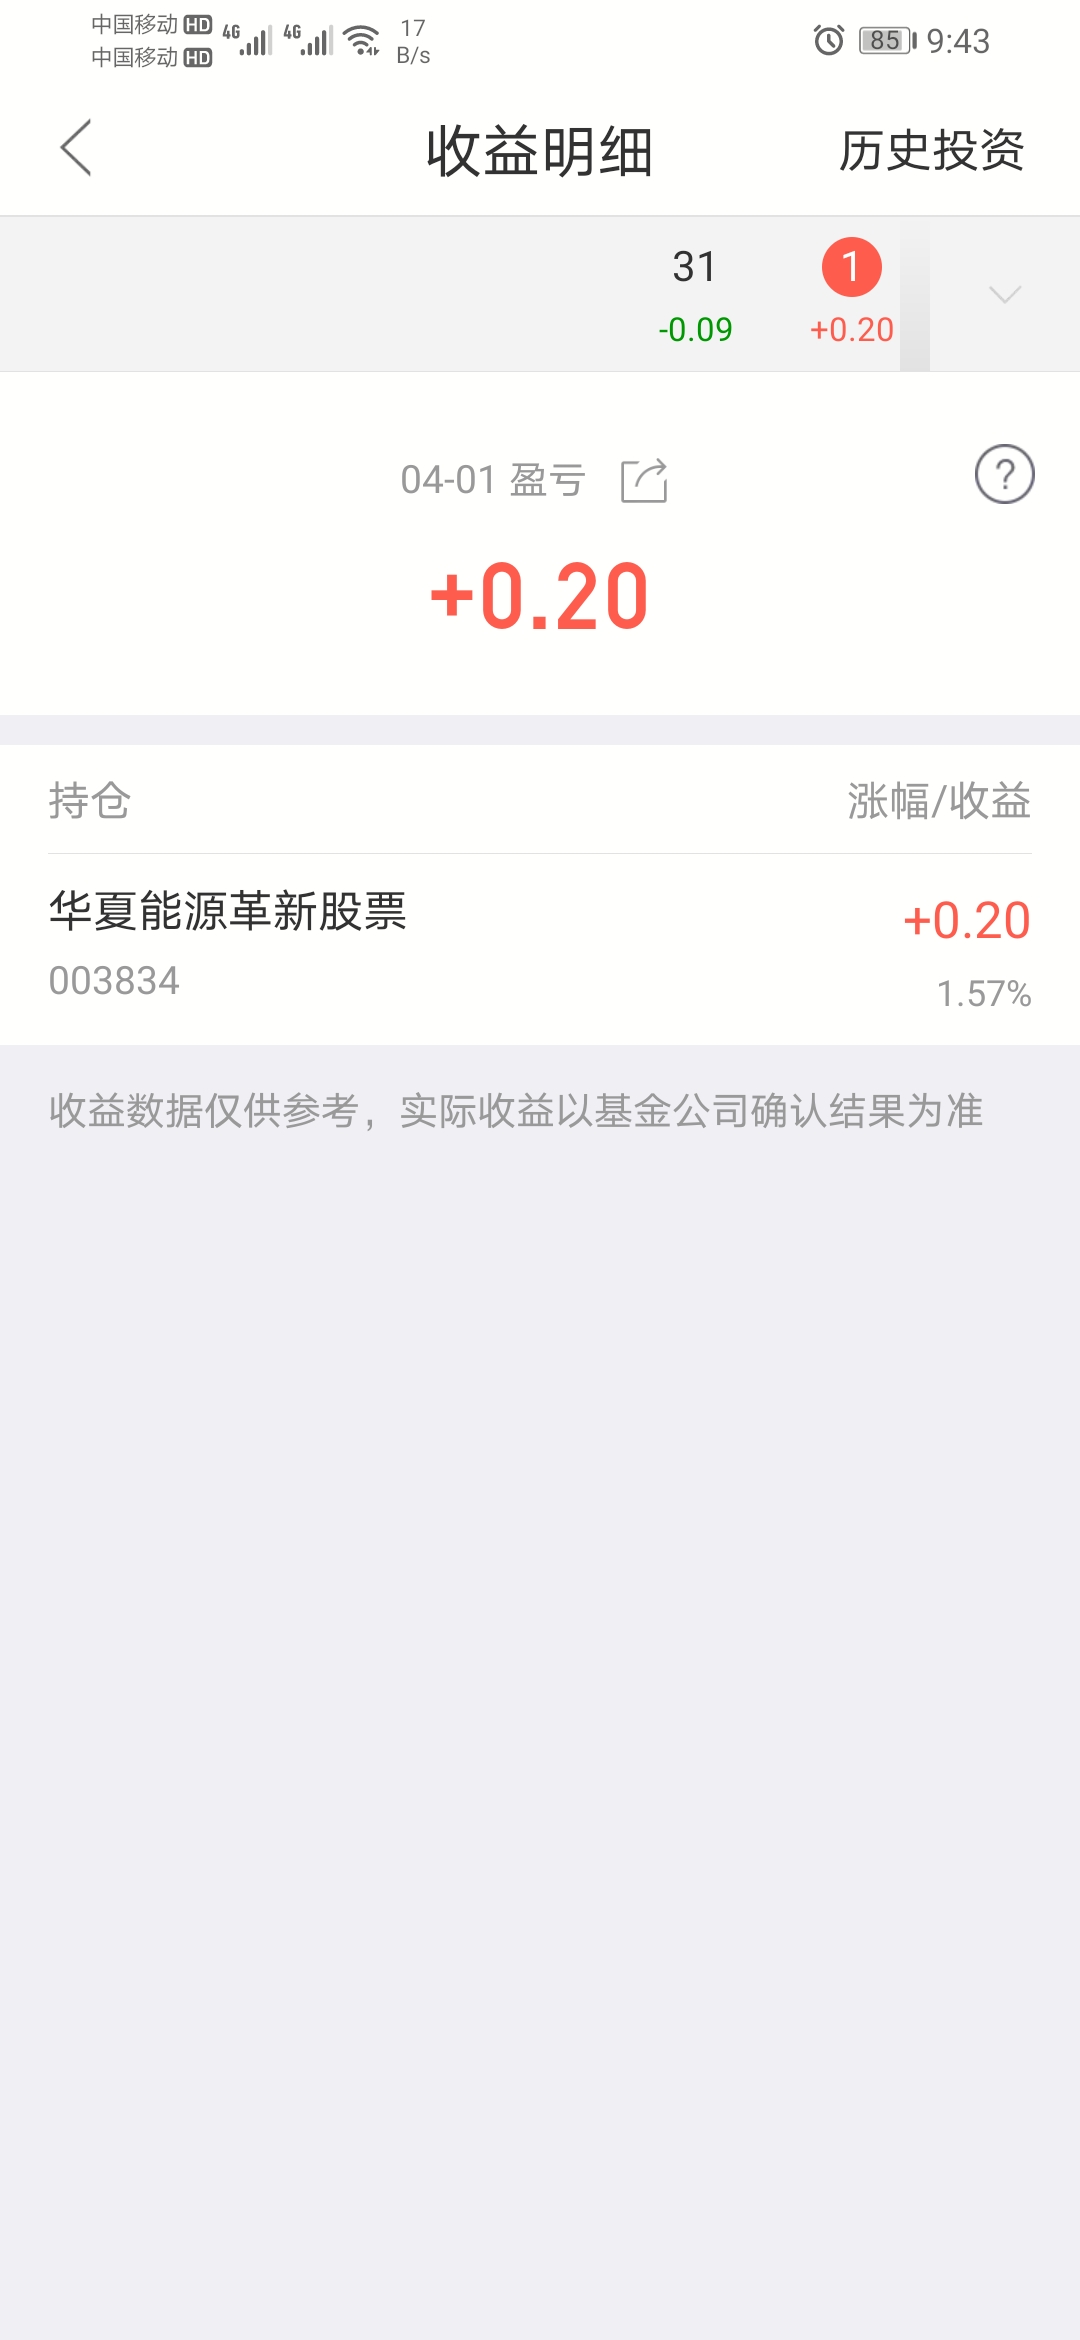 中国移动 HD 4G 4G 17 B/s 85 9:43
中国移动 HD
收益明细 历史投资
31 1
-0.09 +0.20
04-01 盈亏 ?
+0.20
持仓 涨幅/收益
华夏能源革新股票 +0.20
003834 1.57%
收益数据仅供参考，实际收益以基金公司确认结果为准